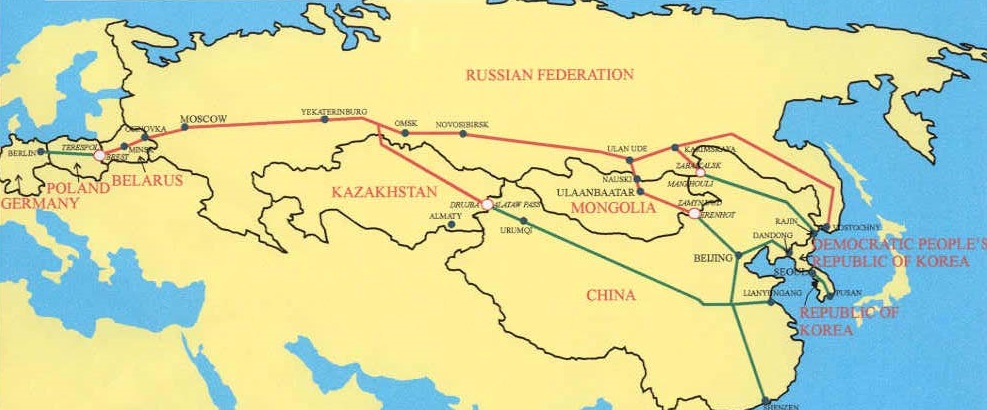 RUSSIAN FEDERATION
YEKATERINBURG
MOSCOW
OMSK
NOVOSIBIRSK
OSINOVKA
TERESPOL
MINSK
BERLIN
BREST
ULAN UDE
KARIMSKAYA
ZABAIKALSK
POLAND
BELARUS
GERMANY
NAUSKI
MANZHOULI
KAZAKHSTAN
ULAANBAATAR
MONGOLIA
DRUJBA
ALATAW PASS
ZAMYN UUD
ERENHOT
ALMATY
URUMQI
RAJIN
VOSTOCHNY
DANDONG
DEMOCRATIC PEOPLE'S
REPUBLIC OF KOREA
BEIJING
SEOUL
CHINA
LIANYUNGANG
PUSAN
REPUBLIC OF
KOREA
SHENZEN